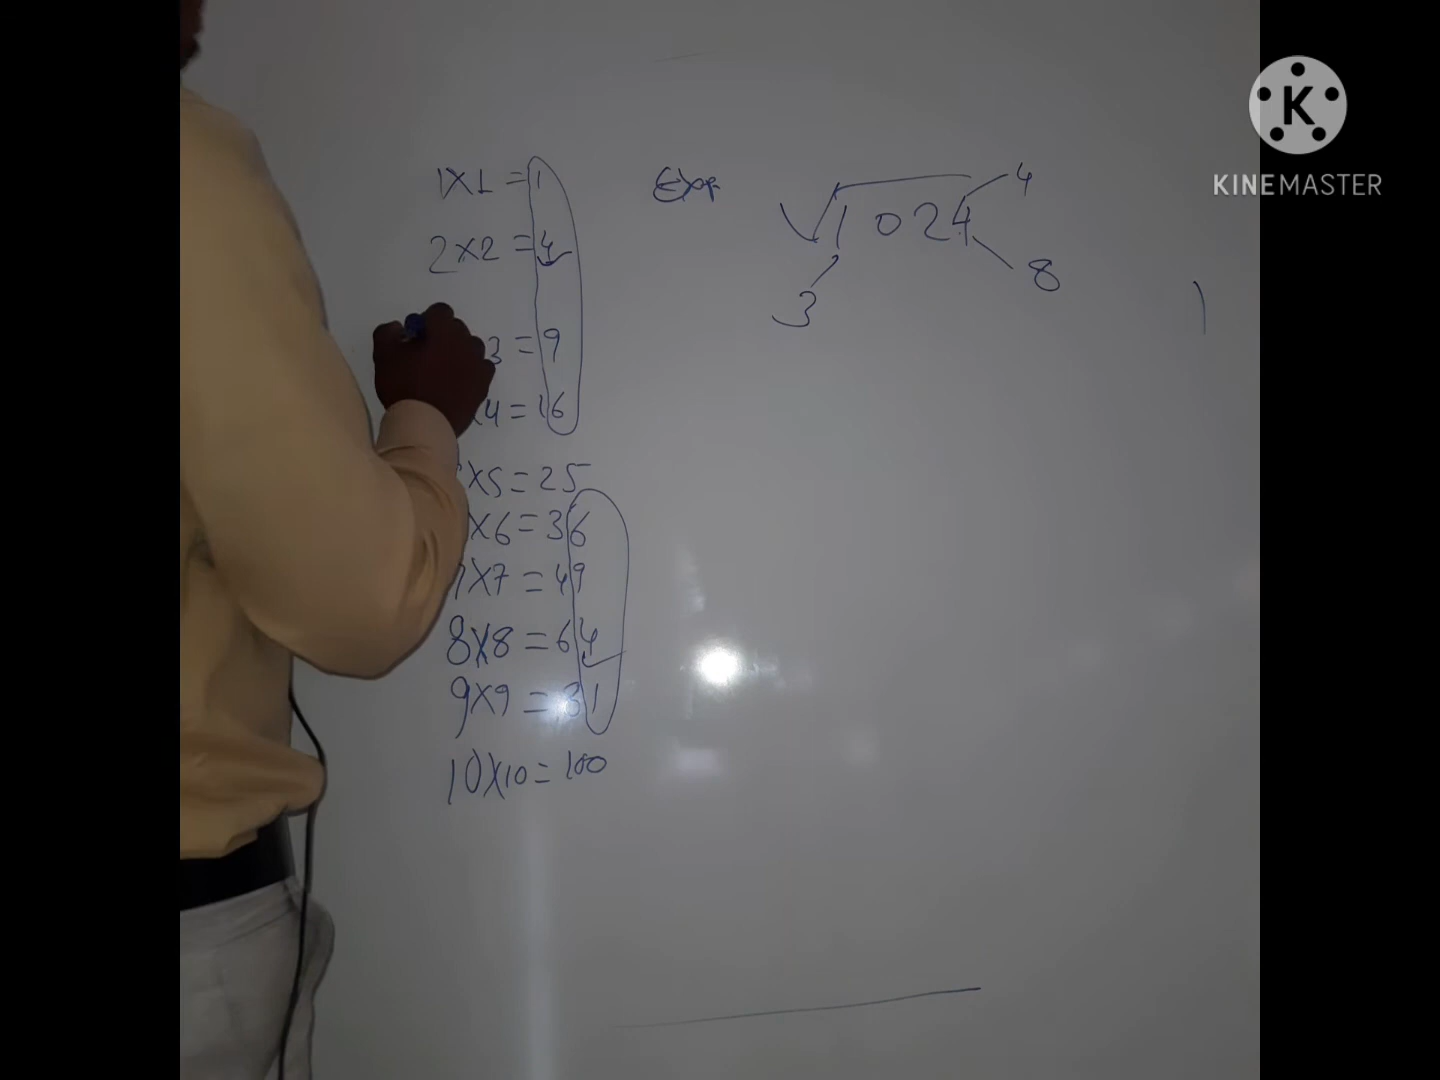 1X1 = 1
2X2 = 4
3 = 9
X4 = 16
X5 = 25
X6 = 36
X7 = 49
8X8 = 64
9X9 = 81
10X10 = 100
Exp
√1024
4
8
3
K
KINEMASTER